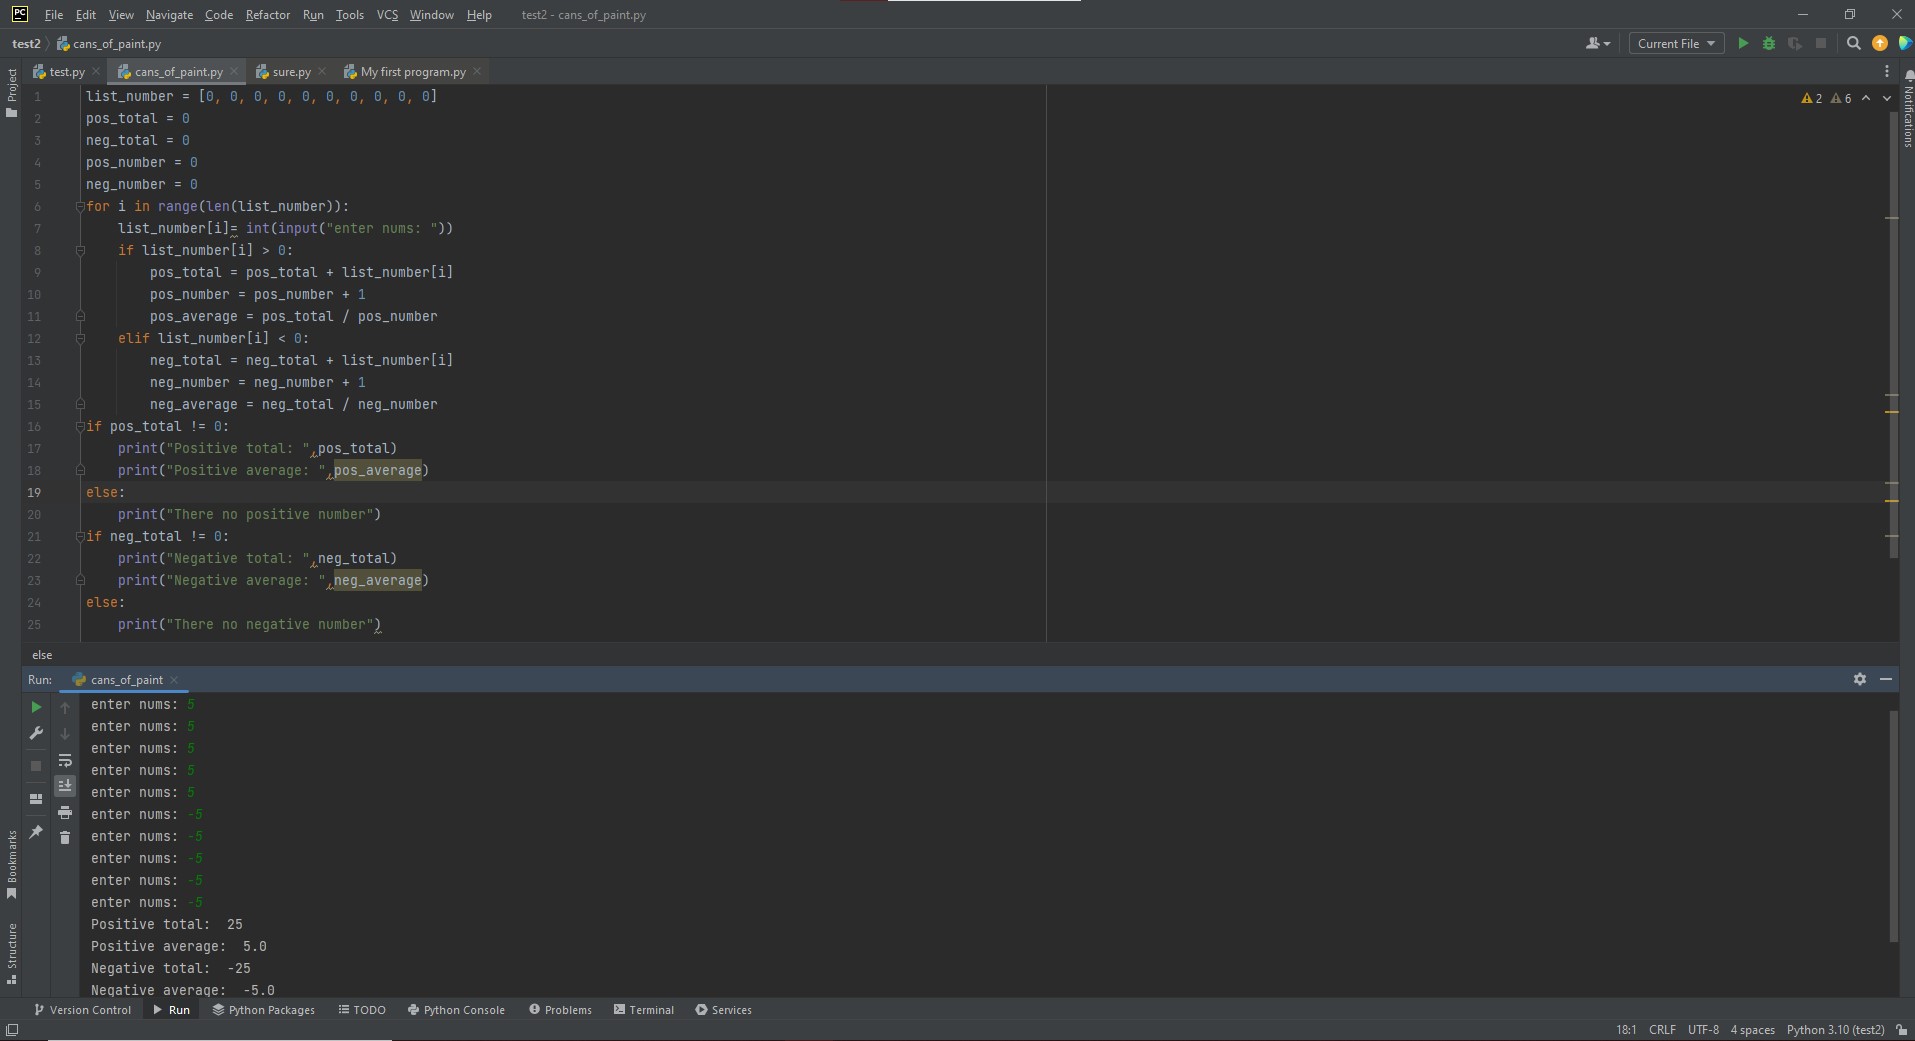 PC File Edit View Navigate Code Refactor Run Tools VCS Window Help test2 - cans_of_paint.py
test2 cans_of_paint.py Current File
Project
test.py cans_of_paint.py sure.py My first program.py
Notifications
2 6
1 list_number = [0, 0, 0, 0, 0, 0, 0, 0, 0, 0]
2 pos_total = 0
3 neg_total = 0
4 pos_number = 0
5 neg_number = 0
6 for i in range(len(list_number)):
7 list_number[i]= int(input("enter nums: "))
8 if list_number[i] > 0:
9 pos_total = pos_total + list_number[i]
10 pos_number = pos_number + 1
11 pos_average = pos_total / pos_number
12 elif list_number[i] < 0:
13 neg_total = neg_total + list_number[i]
14 neg_number = neg_number + 1
15 neg_average = neg_total / neg_number
16 if pos_total != 0:
17 print("Positive total: ",pos_total)
18 print("Positive average: ",pos_average)
19 else:
20 print("There no positive number")
21 if neg_total != 0:
22 print("Negative total: ",neg_total)
23 print("Negative average: ",neg_average)
24 else:
25 print("There no negative number")
else
Run: cans_of_paint
enter nums: 5
enter nums: 5
enter nums: 5
enter nums: 5
enter nums: 5
enter nums: -5
enter nums: -5
enter nums: -5
enter nums: -5
enter nums: -5
Positive total:  25
Positive average:  5.0
Negative total:  -25
Negative average:  -5.0
Bookmarks
Structure
Version Control Run Python Packages TODO Python Console Problems Terminal Services
18:1 CRLF UTF-8 4 spaces Python 3.10 (test2)